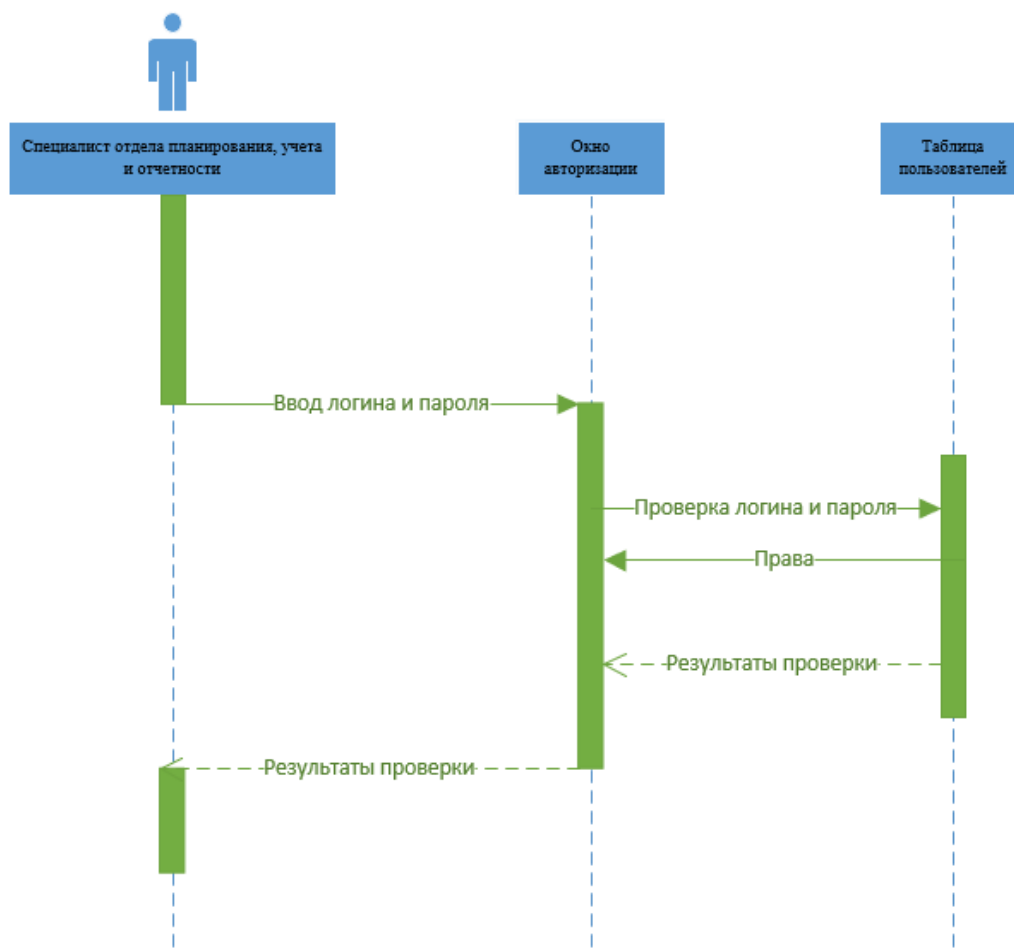 Специалист отдела планирования, учета
и отчетности
Окно
авторизации
Таблица
пользователей
Ввод логина и пароля
Проверка логина и пароля
Права
Результаты проверки
Результаты проверки